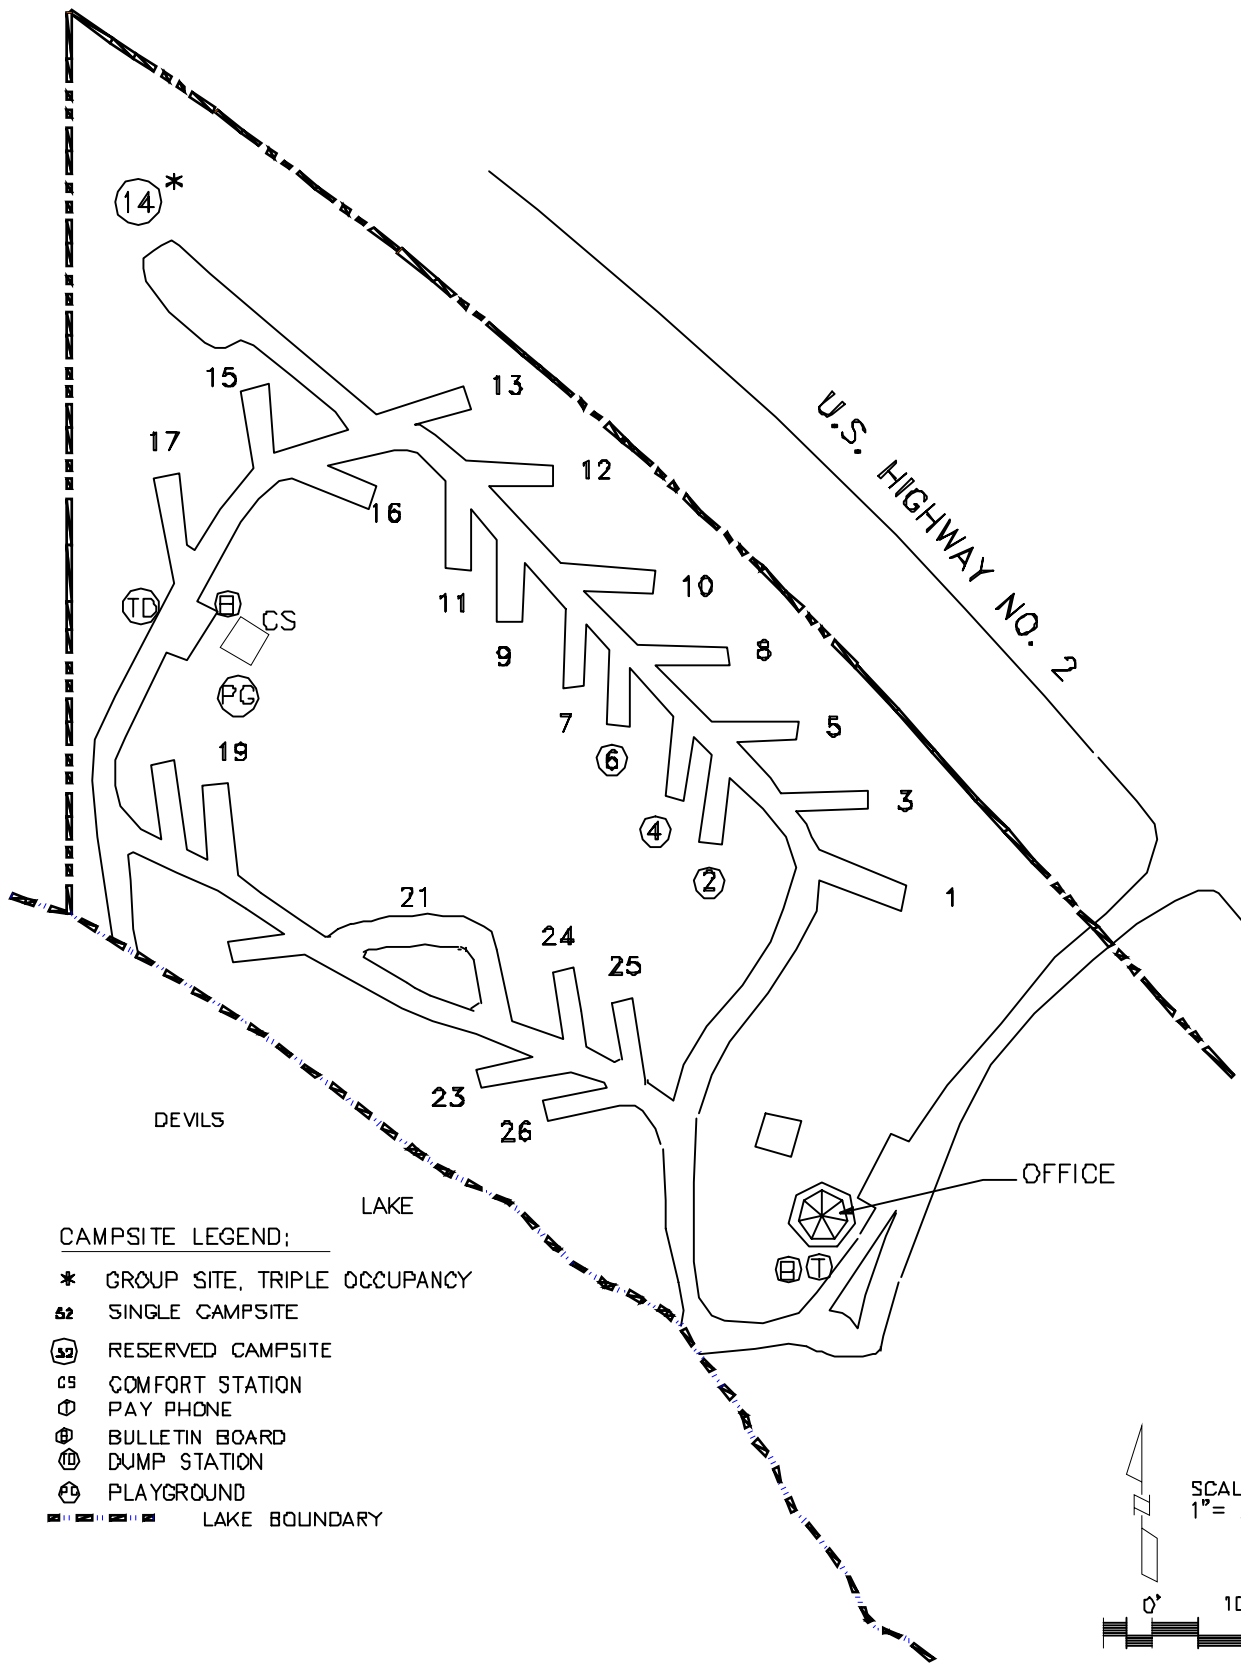 14*
15
13
17
12
16
U.S. HIGHWAY NO. 2
10
11
TD
B
CS
9
8
PG
7
5
19
6
3
4
2
1
21
24
25
23
26
DEVILS
LAKE
OFFICE
B
T
CAMPSITE LEGEND;
* GROUP SITE, TRIPLE OCCUPANCY
52 SINGLE CAMPSITE
52 RESERVED CAMPSITE
CS COMFORT STATION
T PAY PHONE
B BULLETIN BOARD
TD DUMP STATION
PG PLAYGROUND
LAKE BOUNDARY
N
SCAL
1"=
0'
10